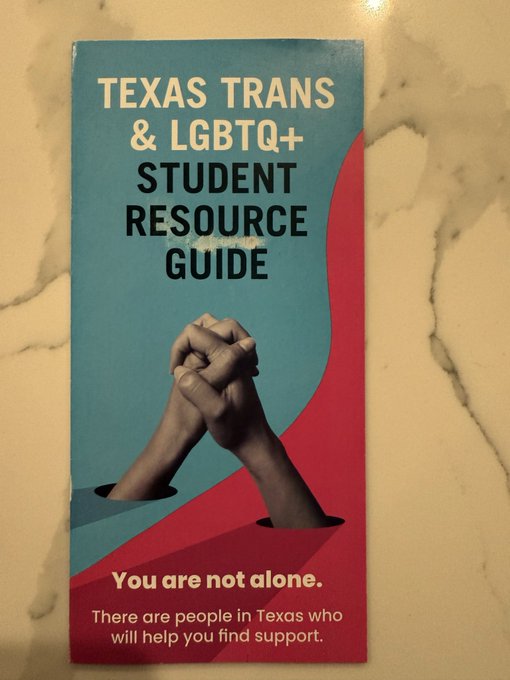 TEXAS TRANS
& LGBTQ+
STUDENT
RESOURCE
GUIDE
You are not alone.
There are people in Texas who
will help you find support.